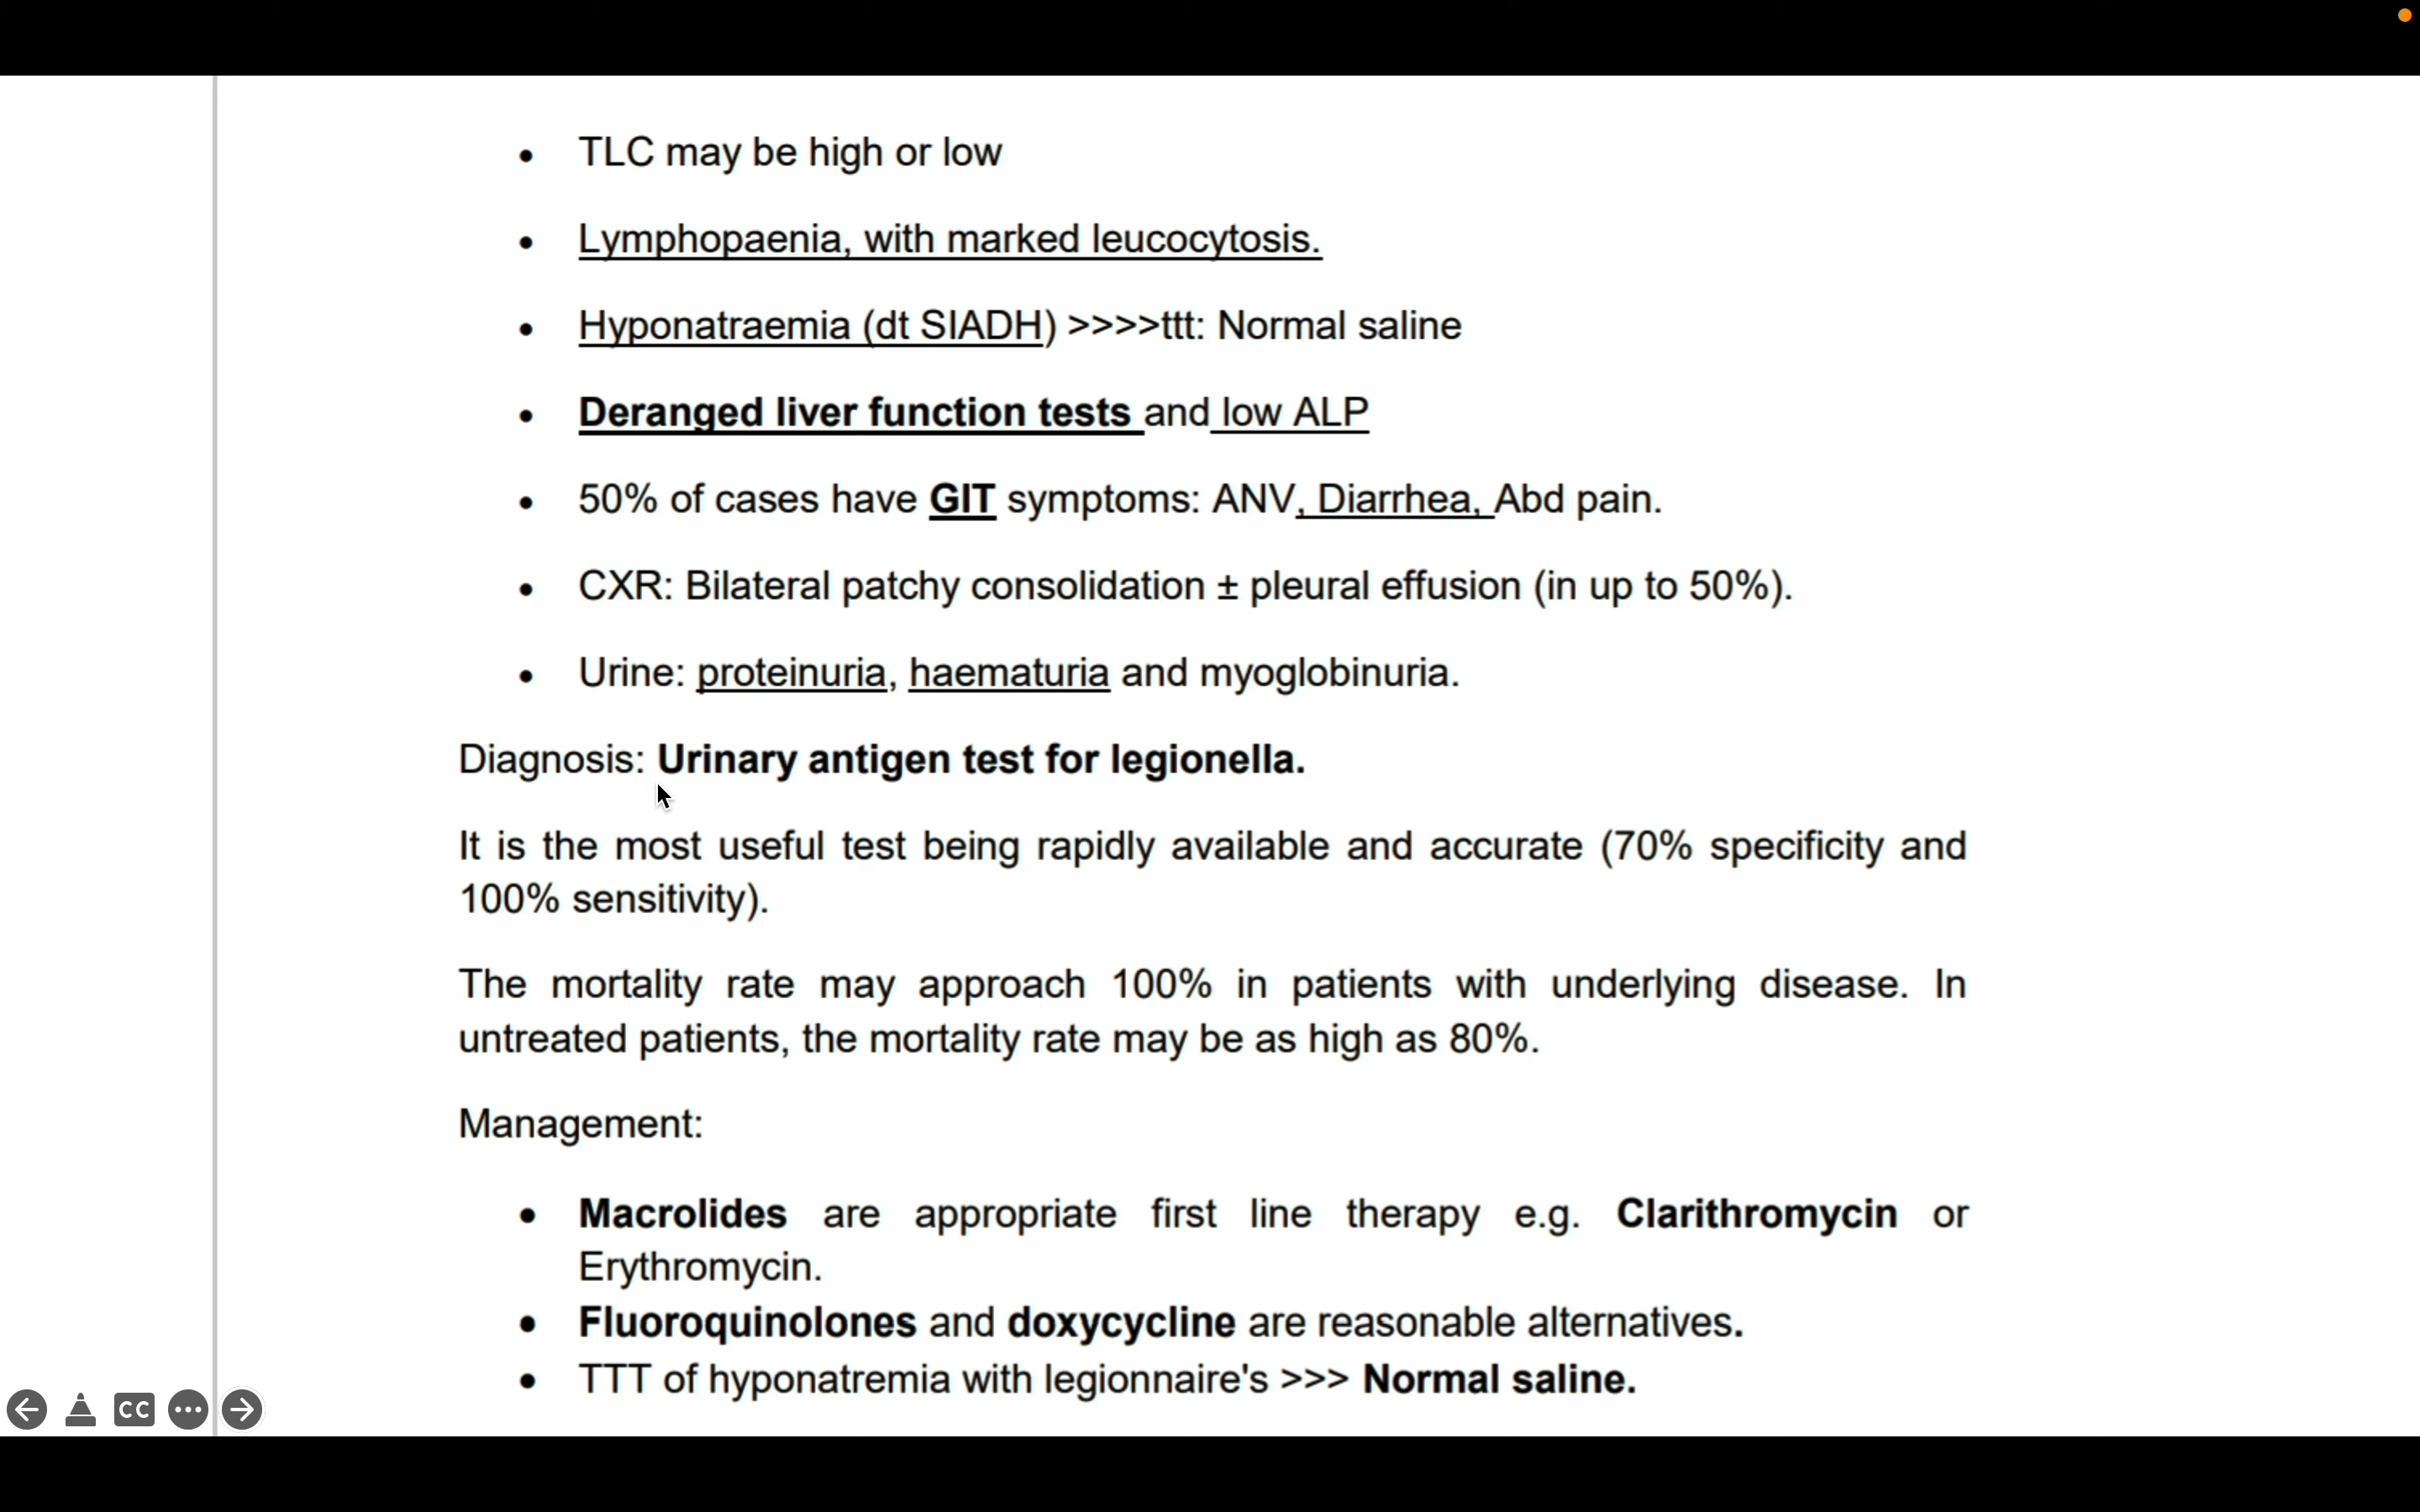 TLC may be high or low
Lymphopaenia, with marked leucocytosis.
Hyponatraemia (dt SIADH) >>>>ttt: Normal saline
Deranged liver function tests and low ALP
50% of cases have GIT symptoms: ANV, Diarrhea, Abd pain.
CXR: Bilateral patchy consolidation ± pleural effusion (in up to 50%).
Urine: proteinuria, haematuria and myoglobinuria.
Diagnosis: Urinary antigen test for legionella.
It is the most useful test being rapidly available and accurate (70% specificity and
100% sensitivity).
The mortality rate may approach 100% in patients with underlying disease. In
untreated patients, the mortality rate may be as high as 80%.
Management:
Macrolides are appropriate first line therapy e.g. Clarithromycin or
Erythromycin.
Fluoroquinolones and doxycycline are reasonable alternatives.
TTT of hyponatremia with legionnaire's >>> Normal saline.
CC